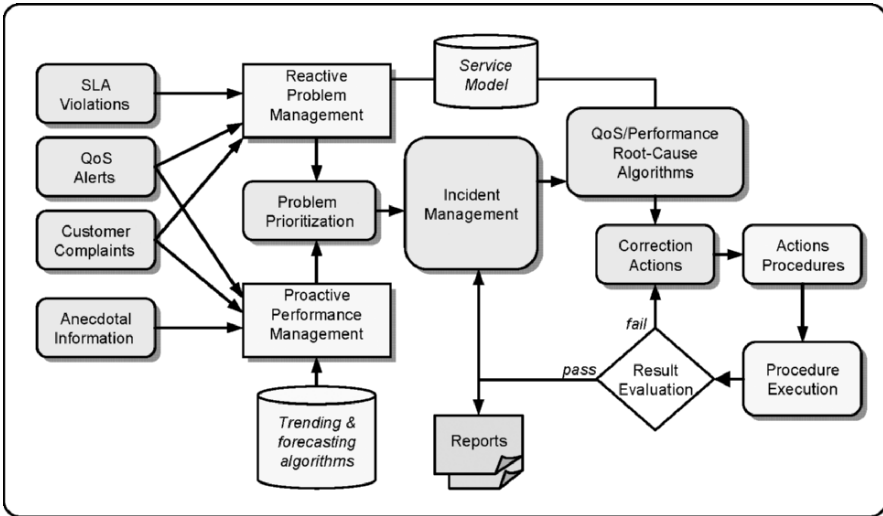 SLA
Violations
Reactive
Problem
Management
Service
Model
QoS
Alerts
QoS/Performance
Root-Cause
Algorithms
Problem
Prioritization
Incident
Management
Customer
Complaints
Correction
Actions
Actions
Procedures
Anecdotal
Information
Proactive
Performance
Management
fail
pass
Result
Evaluation
Procedure
Execution
Trending &
forecasting
algorithms
Reports